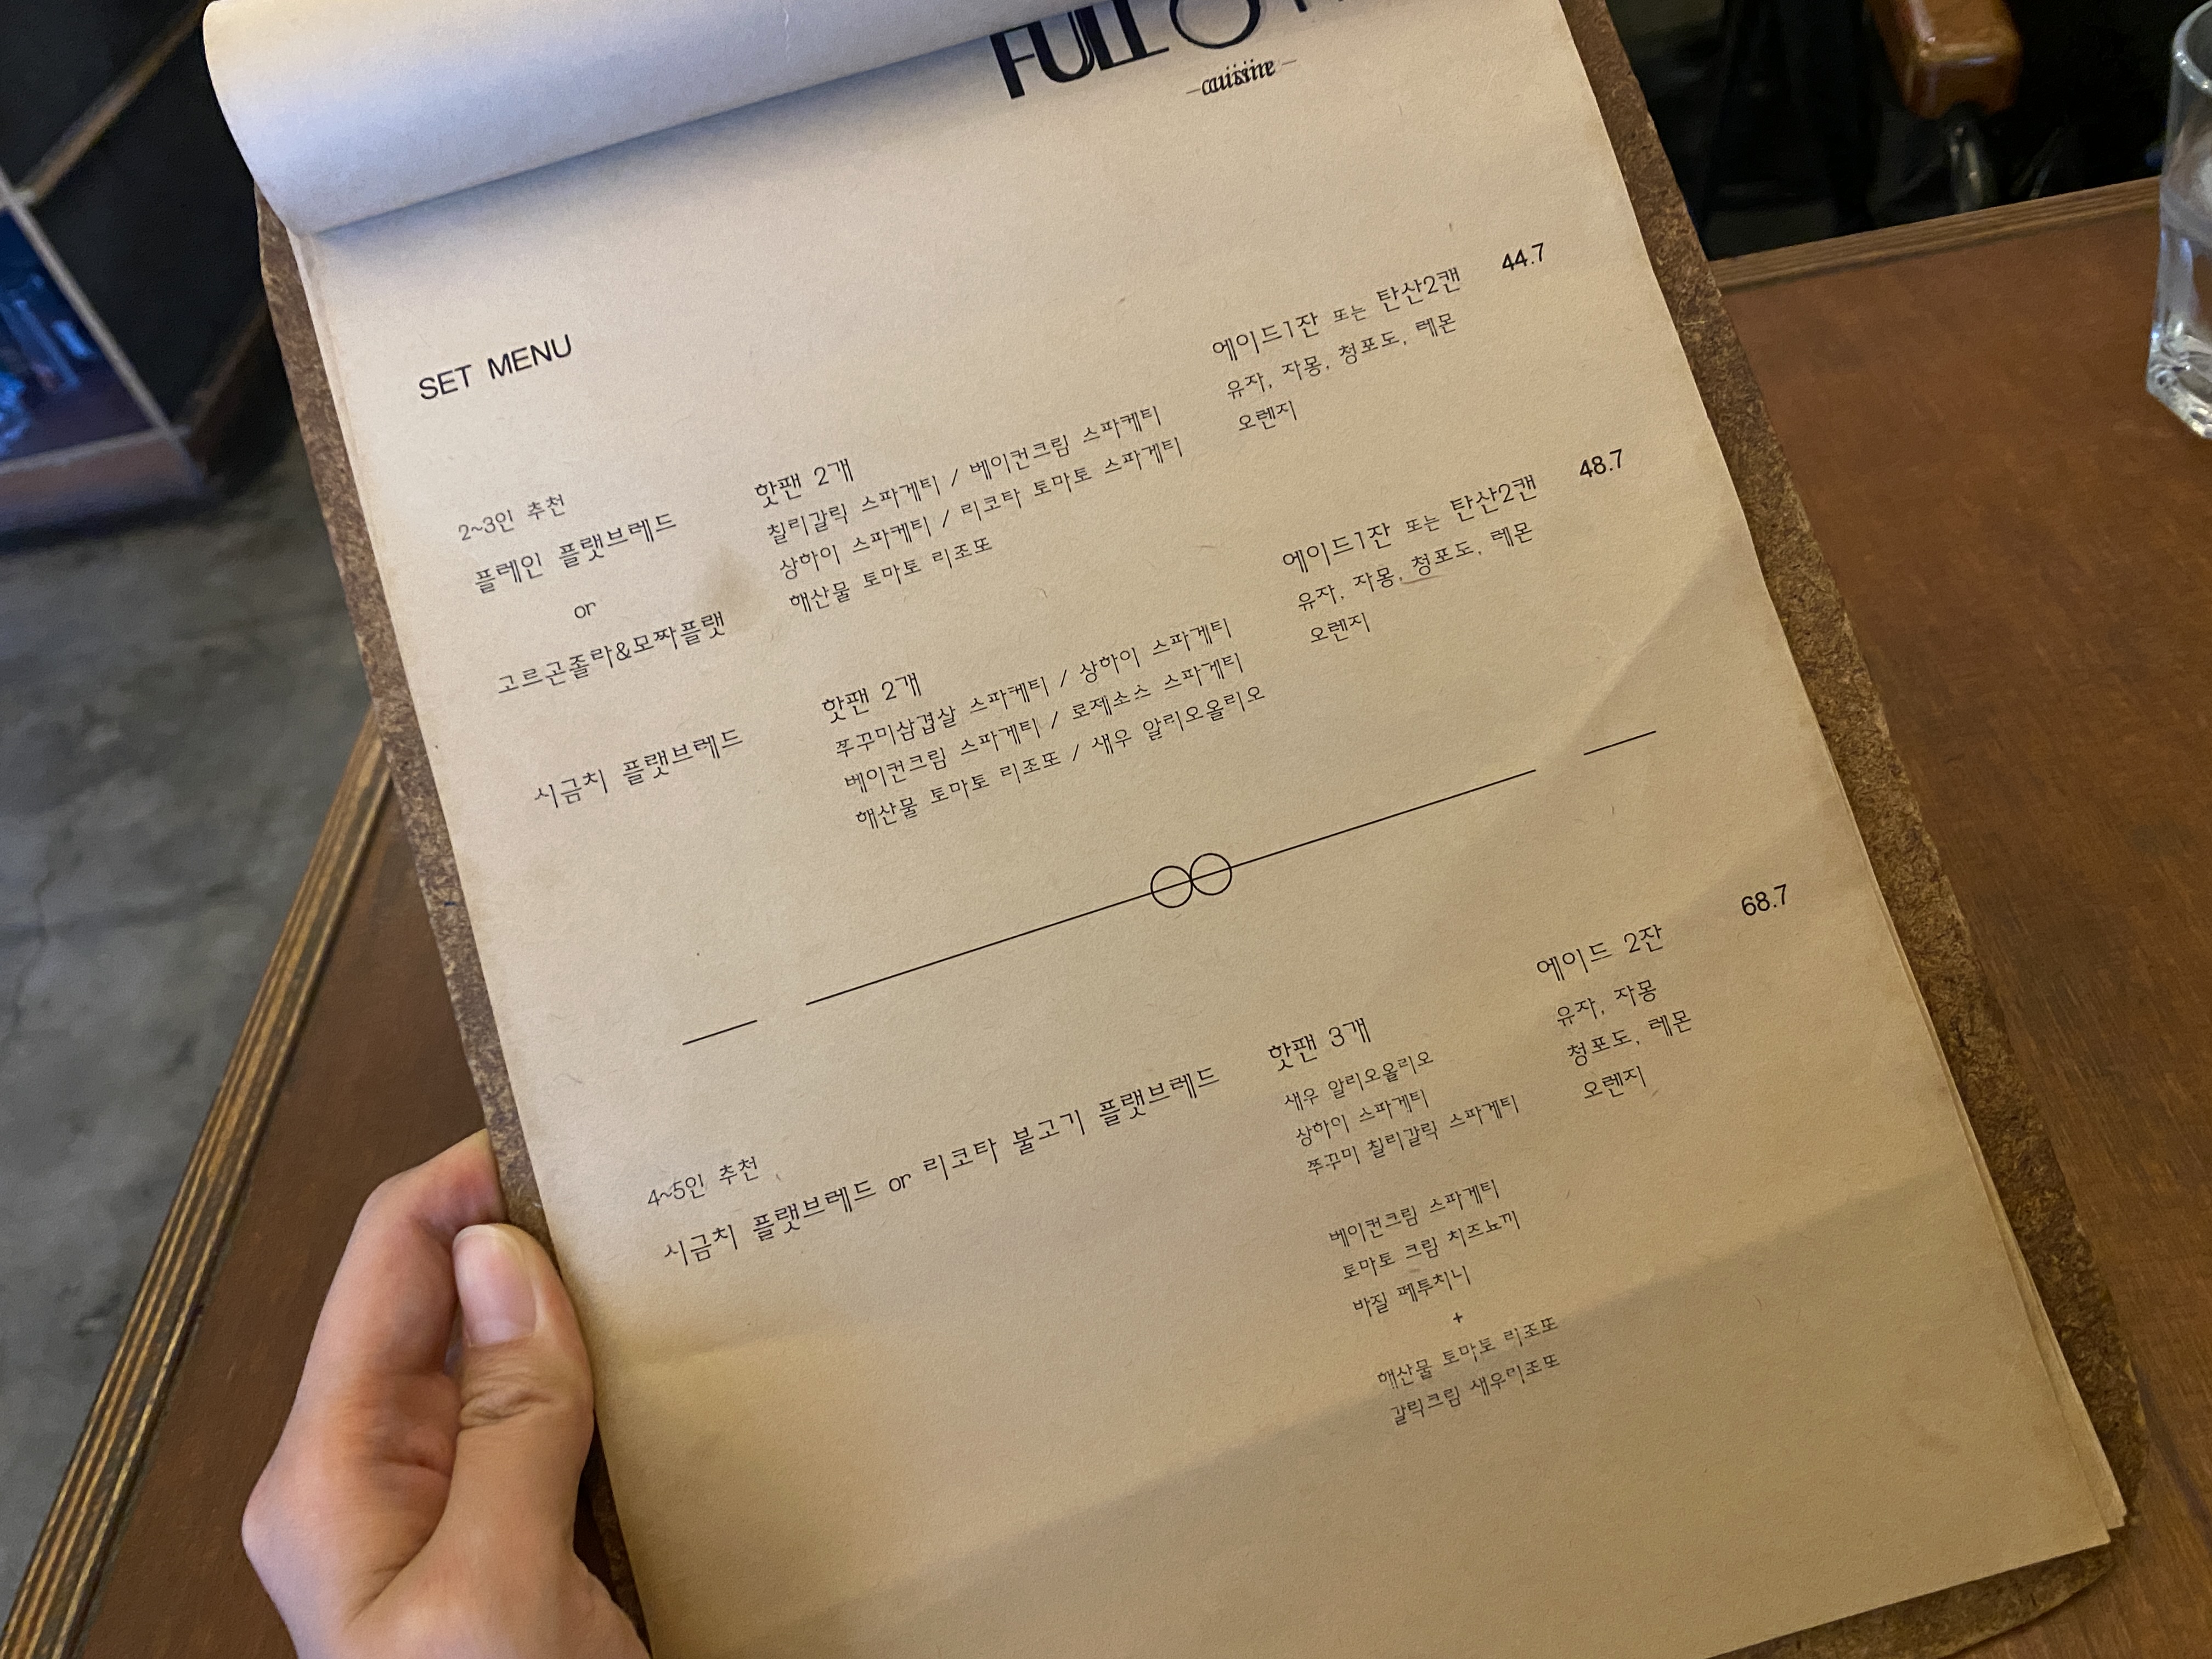 FULL
cuisine
SET MENU
44.7
에이드1잔 또는 탄산2캔
유자, 자몽, 청포도, 레몬
오렌지
2~3인 추천
플레인 플랫브레드
or
고르곤졸라&모짜플랫
핫팬 2개
칠리갈릭 스파게티 / 베이컨크림 스파케티
상하이 스파케티 / 리코타 토마토 스파게티
해산물 토마토 리조또
48.7
에이드1잔 또는 탄산2캔
유자, 자몽, 청포도, 레몬
오렌지
시금치 플랫브레드
핫팬 2개
쭈꾸미삼겹살 스파케티 / 상하이 스파게티
베이컨크림 스파게티 / 로제소스 스파게티
해산물 토마토 리조또 / 새우 알리오올리오
68.7
에이드 2잔
유자, 자몽
청포도, 레몬
오렌지
4~5인 추천
시금치 플랫브레드 or 리코타 불고기 플랫브레드
핫팬 3개
새우 알리오올리오
상하이 스파게티
쭈꾸미 칠리갈릭 스파게티
베이컨크림 스파게티
토마토 크림 치즈뇨끼
바질 페투치니
+
해산물 토마토 리조또
갈릭크림 새우리조또